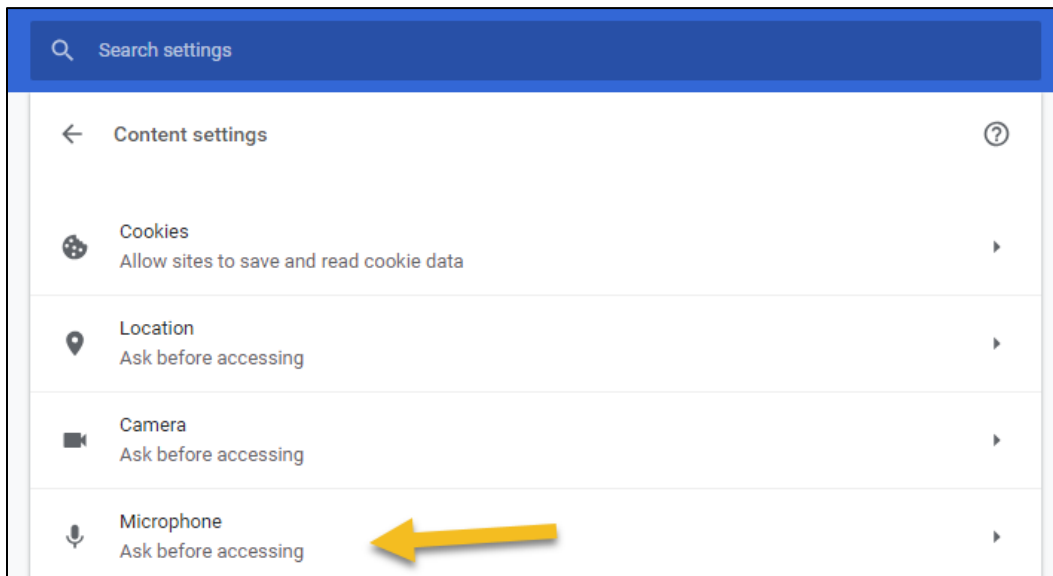 Search settings
Content settings
Cookies
Allow sites to save and read cookie data
Location
Ask before accessing
Camera
Ask before accessing
Microphone
Ask before accessing